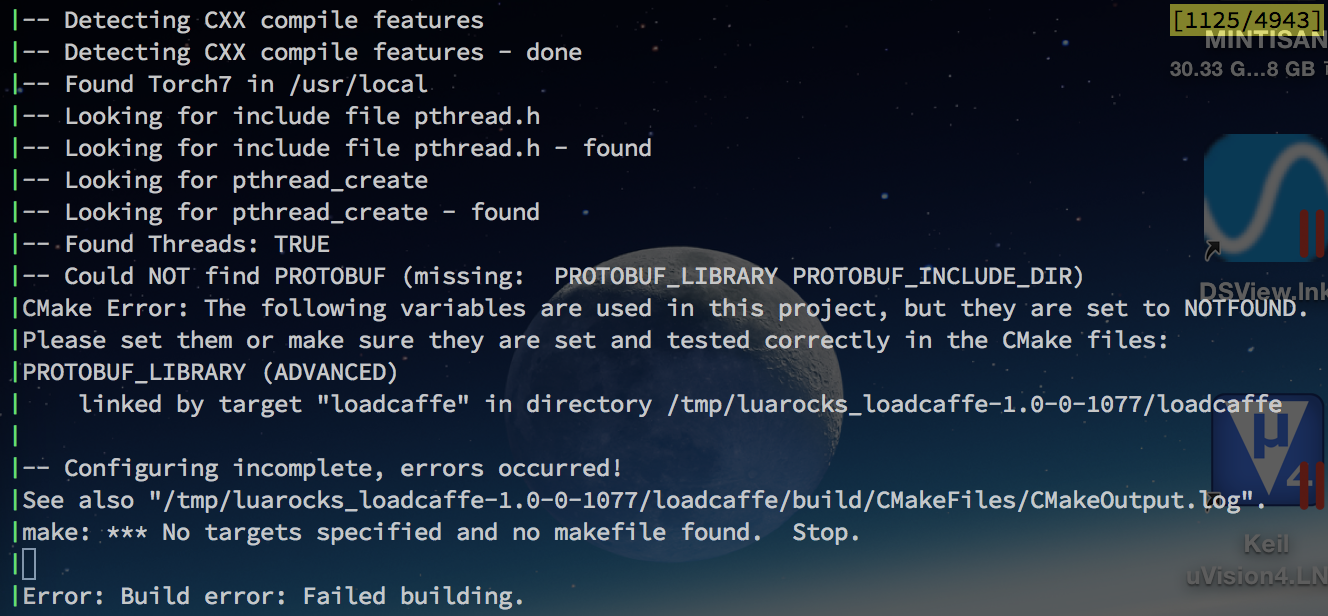 |-- Detecting CXX compile features
[1125/4943]
|-- Detecting CXX compile features - done
MINTISAN
|-- Found Torch7 in /usr/local
30.33 G...8 GB
|-- Looking for include file pthread.h
|-- Looking for include file pthread.h - found
|-- Looking for pthread_create
|-- Looking for pthread_create - found
|-- Found Threads: TRUE
|-- Could NOT find PROTOBUF (missing:  PROTOBUF_LIBRARY PROTOBUF_INCLUDE_DIR)
DSView.lnk
|CMake Error: The following variables are used in this project, but they are set to NOTFOUND.
|Please set them or make sure they are set and tested correctly in the CMake files:
|PROTOBUF_LIBRARY (ADVANCED)
|    linked by target "loadcaffe" in directory /tmp/luarocks_loadcaffe-1.0-0-1077/loadcaffe
|
µ
4
|-- Configuring incomplete, errors occurred!
|See also "/tmp/luarocks_loadcaffe-1.0-0-1077/loadcaffe/build/CMakeFiles/CMakeOutput.log".
|make: *** No targets specified and no makefile found.  Stop.
|
Keil
uVision4.LN
|Error: Build error: Failed building.